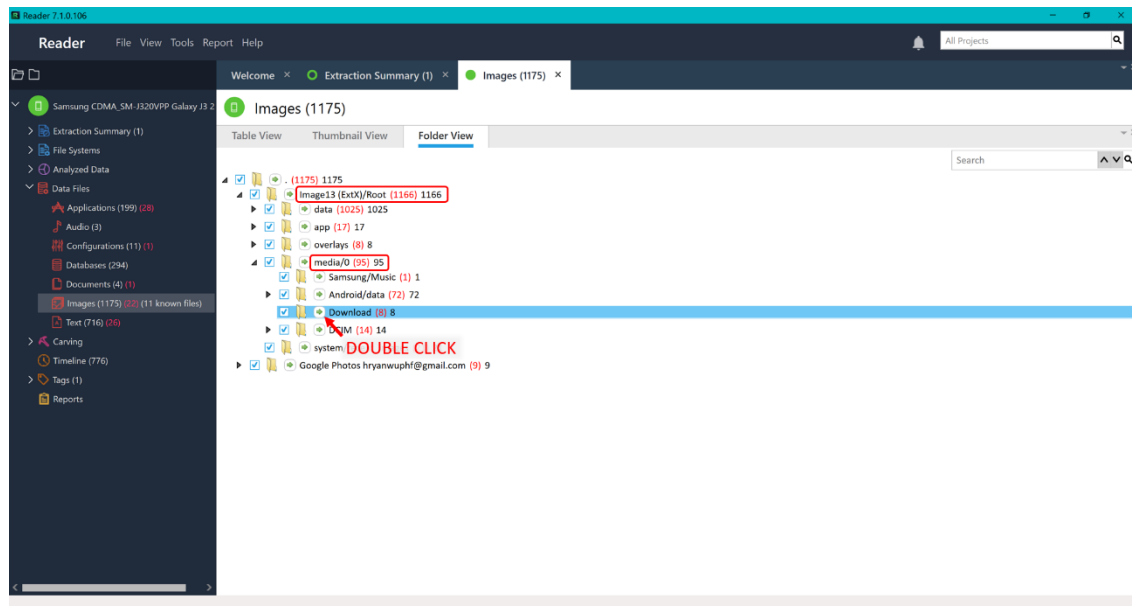 Reader 7.1.0.106
Reader File View Tools Report Help
All Projects
Welcome × Extraction Summary (1) × Images (1175) ×
Samsung CDMA_SM-J320VPP Galaxy J3 2
Extraction Summary (1)
File Systems
Analyzed Data
Data Files
Applications (199) (28)
Audio (3)
Configurations (11) (1)
Databases (294)
Documents (4) (1)
Images (1175) (22) (11 known files)
Text (716) (26)
Carving
Timeline (776)
Tags (1)
Reports
Images (1175)
Table View Thumbnail View Folder View
Search
. (1175) 1175
Image13 (ExtX)/Root (1166) 1166
data (1025) 1025
app (17) 17
overlays (8) 8
media/0 (95) 95
Samsung/Music (1) 1
Android/data (72) 72
Download (8) 8
DCIM (14) 14
system
DOUBLE CLICK
Google Photos hryanwuphf@gmail.com (9) 9